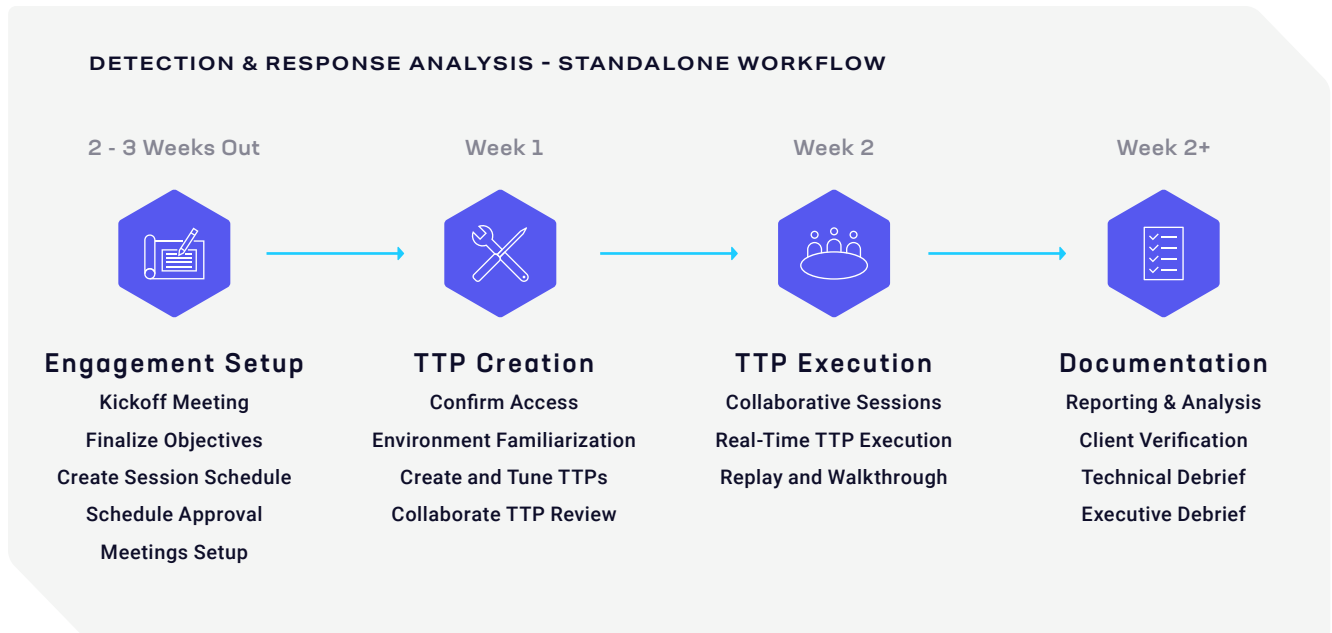 DETECTION & RESPONSE ANALYSIS - STANDALONE WORKFLOW
2 - 3 Weeks Out
Week 1
Week 2
Week 2+
Engagement Setup
Kickoff Meeting
Finalize Objectives
Create Session Schedule
Schedule Approval
Meetings Setup
TTP Creation
Confirm Access
Environment Familiarization
Create and Tune TTPs
Collaborate TTP Review
TTP Execution
Collaborative Sessions
Real-Time TTP Execution
Replay and Walkthrough
Documentation
Reporting & Analysis
Client Verification
Technical Debrief
Executive Debrief